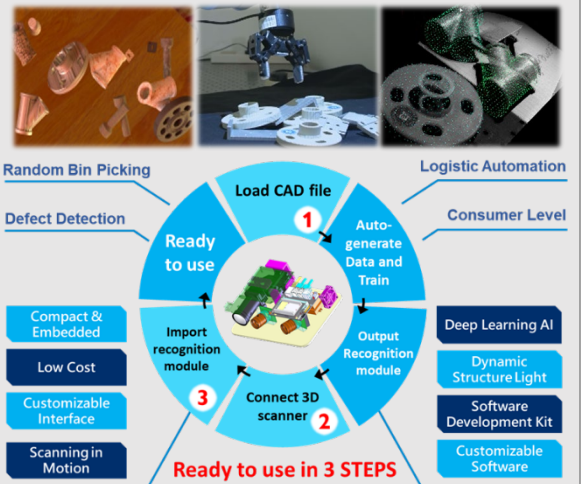 Random Bin Picking
Logistic Automation
Defect Detection
Consumer Level
Load CAD file
1
Auto-
generate
Data and
Train
Output
Recognition
module
Connect 3D
scanner
2
Import
recognition
module
3
Ready
to use
Compact &
Embedded
Low Cost
Customizable
Interface
Scanning in
Motion
Deep Learning AI
Dynamic
Structure Light
Software
Development Kit
Customizable
Software
Ready to use in 3 STEPS